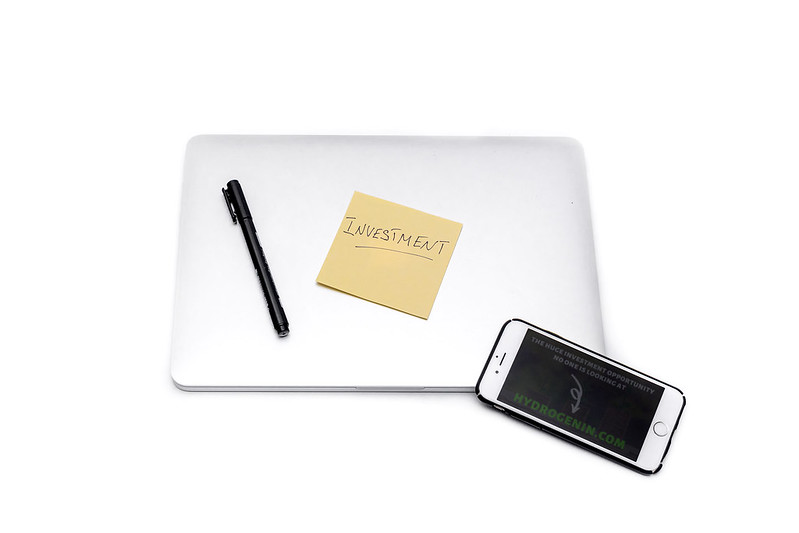 INVESTMENT
THE HUGE INVESTMENT OPPORTUNITY
NO ONE IS LOOKING AT
HYDROGENIN.COM